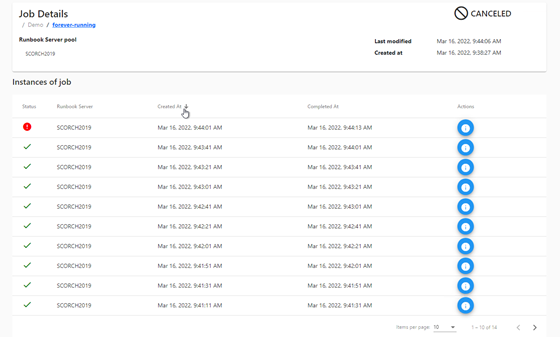 Job Details
CANCELED
/ Demo / forever-running
Runbook Server pool
SCORCH2019
Last modified Mar 16, 2022, 9:44:06 AM
Created at Mar 16, 2022, 9:38:27 AM
Instances of job
Status Runbook Server Created At Completed At Actions
SCORCH2019 Mar 16, 2022, 9:44:01 AM Mar 16, 2022, 9:44:13 AM
SCORCH2019 Mar 16, 2022, 9:43:41 AM Mar 16, 2022, 9:44:01 AM
SCORCH2019 Mar 16, 2022, 9:43:21 AM Mar 16, 2022, 9:43:41 AM
SCORCH2019 Mar 16, 2022, 9:43:01 AM Mar 16, 2022, 9:43:21 AM
SCORCH2019 Mar 16, 2022, 9:42:41 AM Mar 16, 2022, 9:43:01 AM
SCORCH2019 Mar 16, 2022, 9:42:21 AM Mar 16, 2022, 9:42:41 AM
SCORCH2019 Mar 16, 2022, 9:42:01 AM Mar 16, 2022, 9:42:21 AM
SCORCH2019 Mar 16, 2022, 9:41:51 AM Mar 16, 2022, 9:42:01 AM
SCORCH2019 Mar 16, 2022, 9:41:31 AM Mar 16, 2022, 9:41:51 AM
SCORCH2019 Mar 16, 2022, 9:41:11 AM Mar 16, 2022, 9:41:31 AM
Items per page: 10 1 – 10 of 14